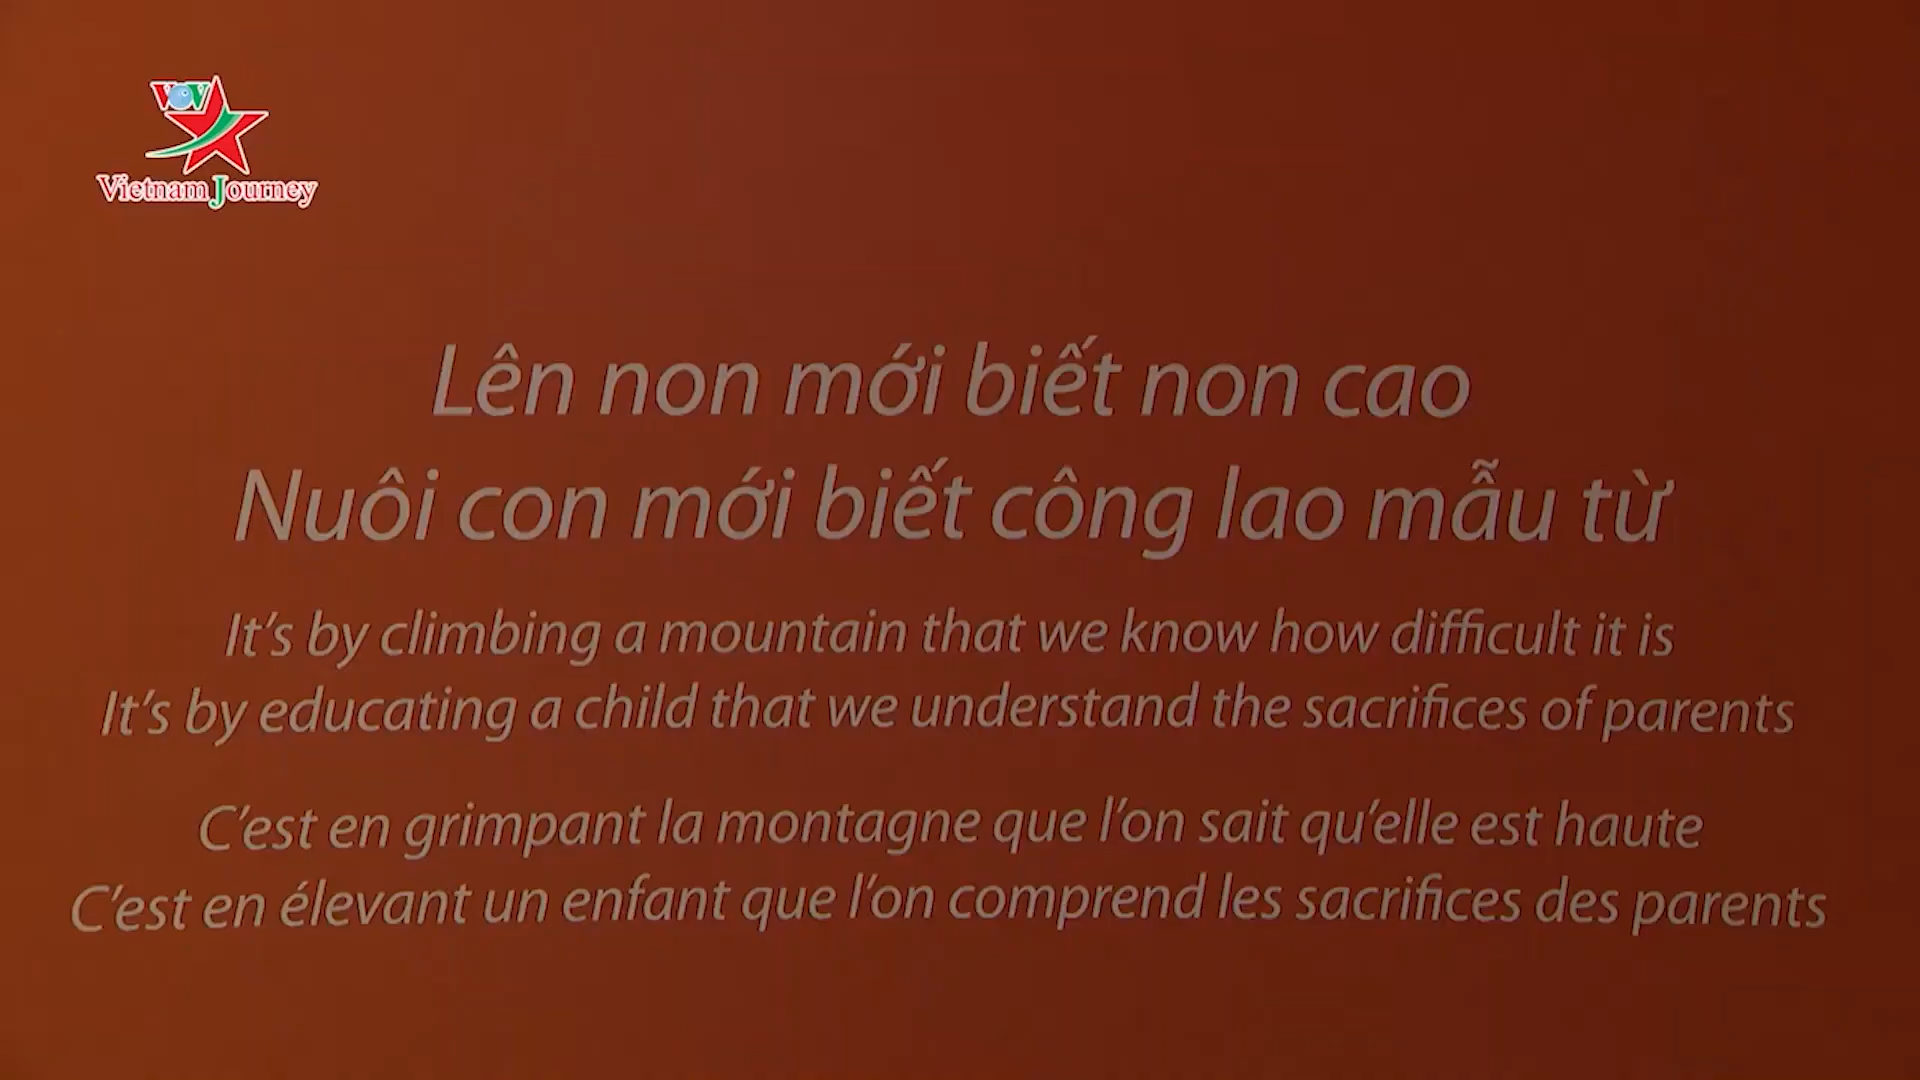 VOV
Vietnam Journey
Lên non mới biết non cao
Nuôi con mới biết công lao mẫu từ
It's by climbing a mountain that we know how difficult it is
It's by educating a child that we understand the sacrifices of parents
C'est en grimpant la montagne que l'on sait qu'elle est haute
C'est en élevant un enfant que l'on comprend les sacrifices des parents